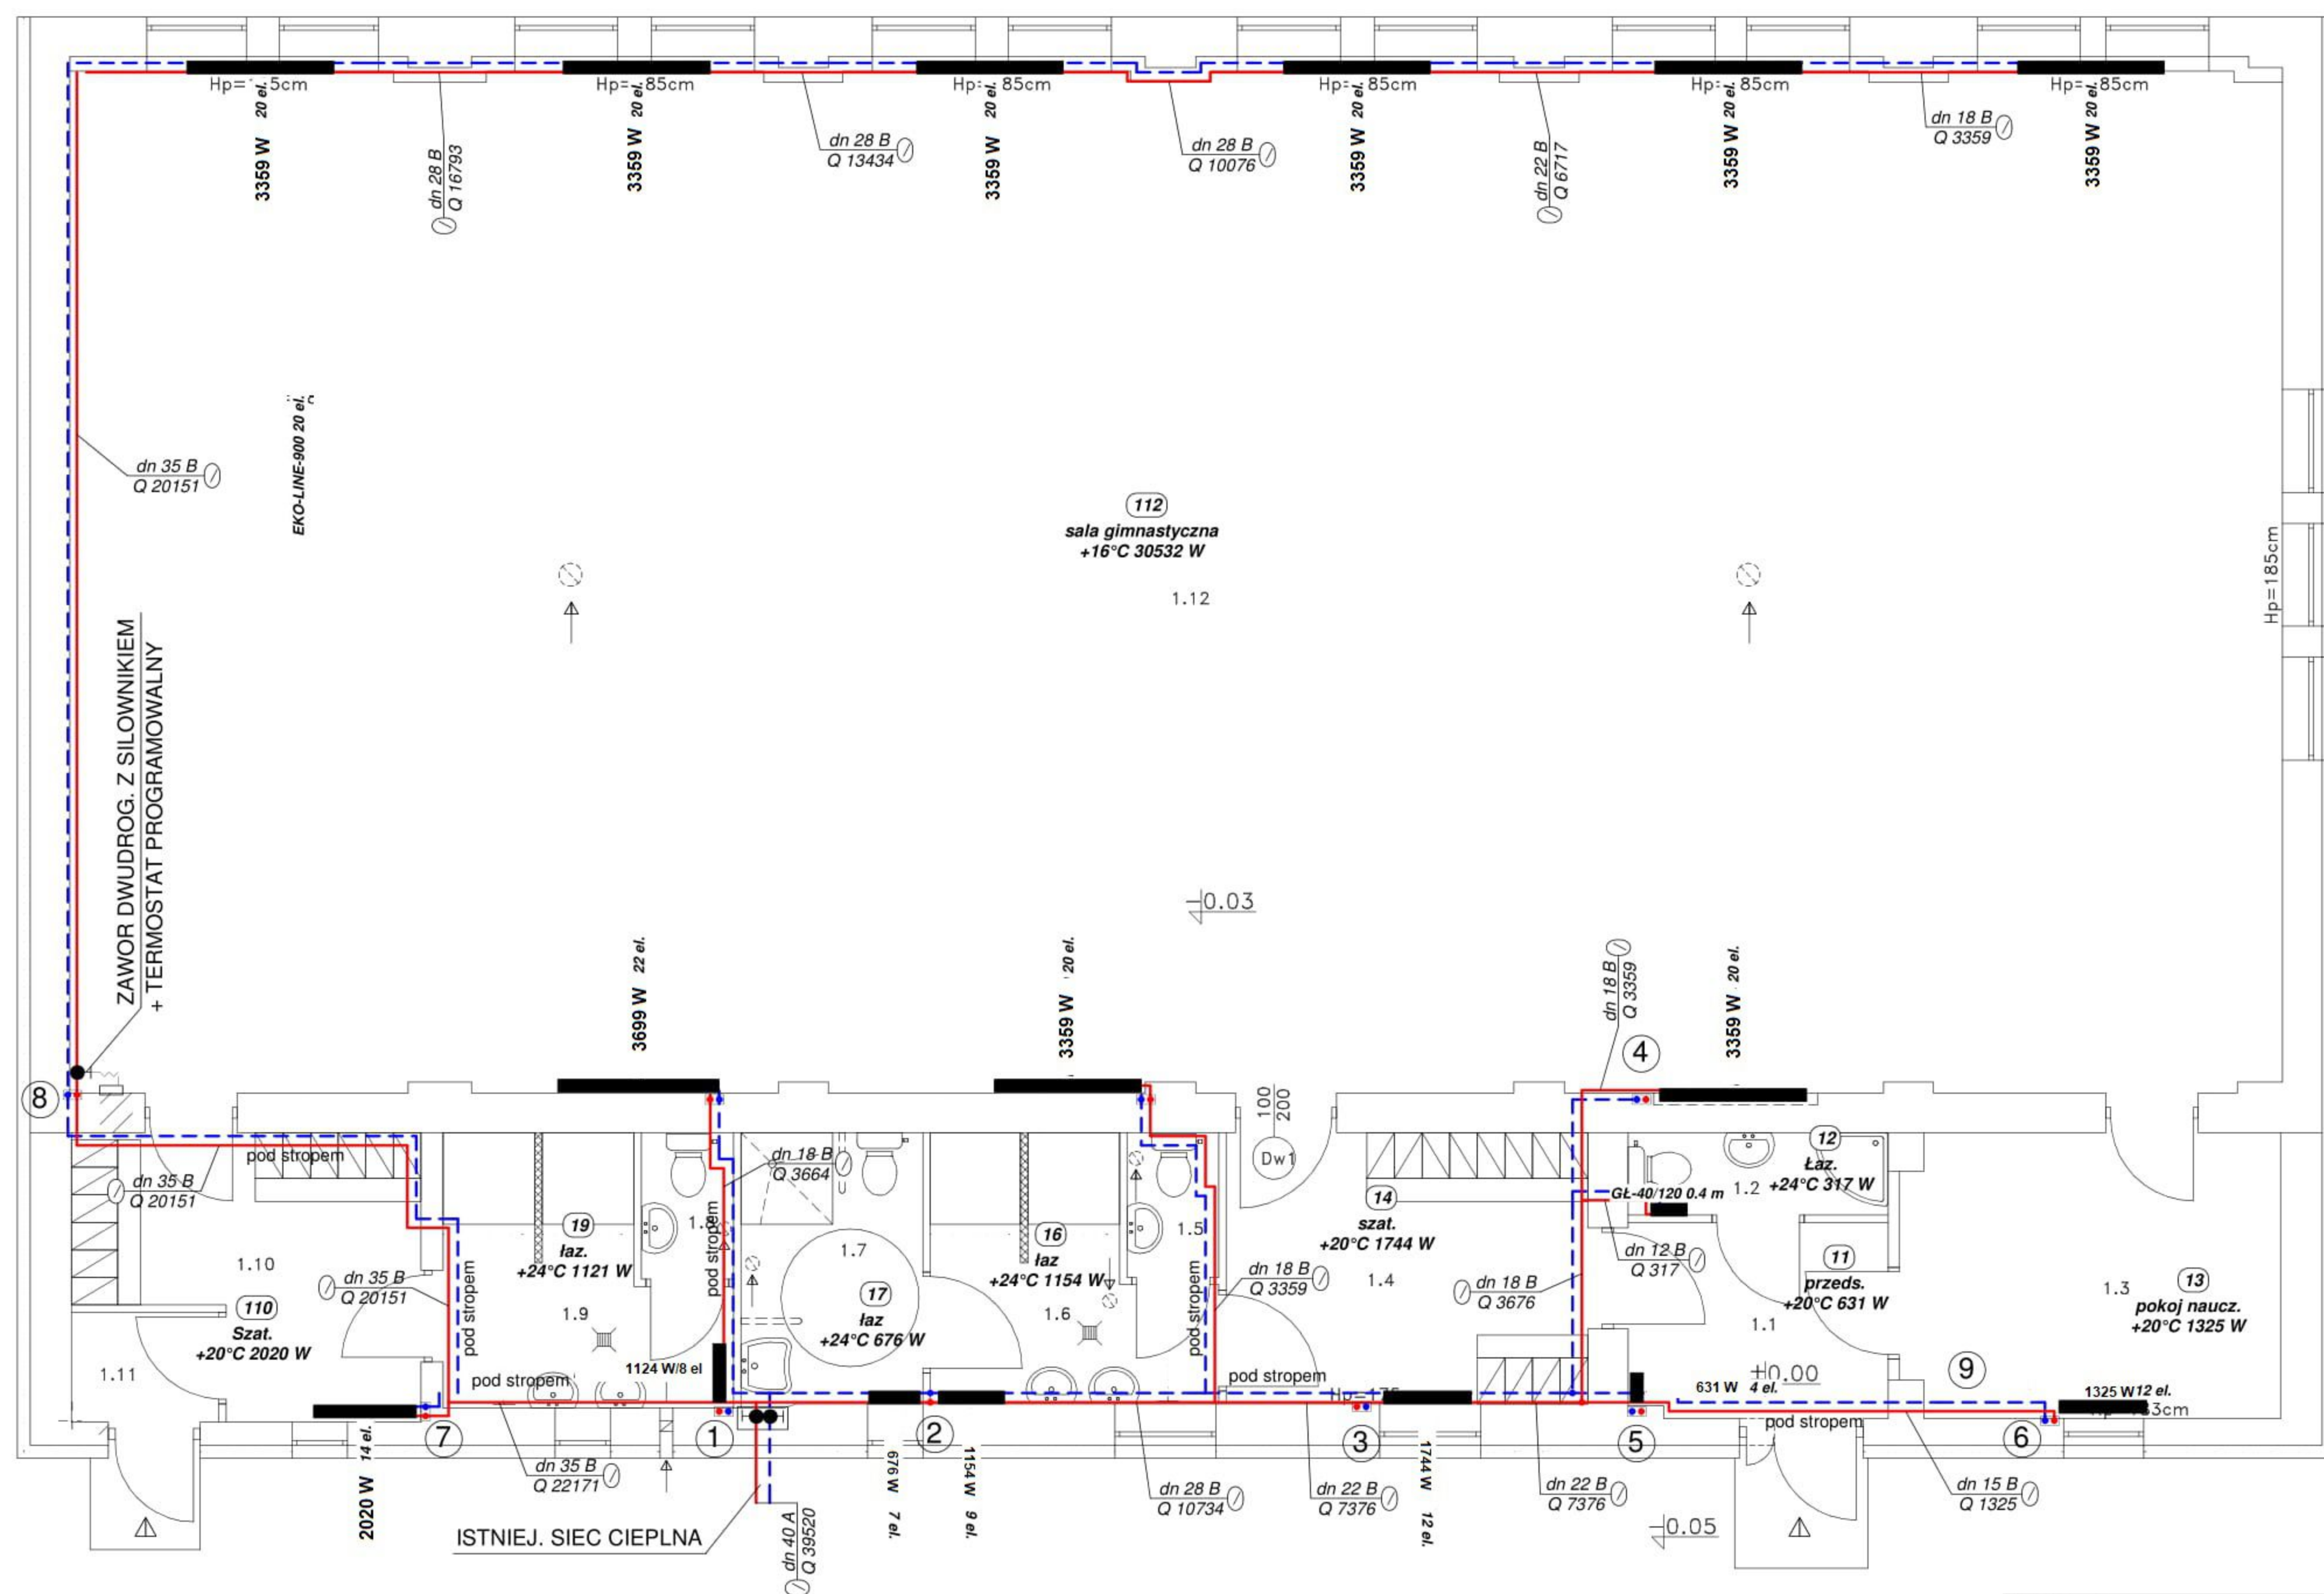 Hp=
5cm
Hp=
85cm
Hp=
85cm
Hp=
85cm
Hp=
85cm
Hp=
85cm
3359 W 20 el.
3359 W 20 el.
3359 W 20 el.
3359 W 20 el.
3359 W 20 el.
3359 W 20 el.
dn 28 B
Q 16793
dn 28 B
Q 13434
dn 28 B
Q 10076
dn 22 B
Q 6717
dn 18 B
Q 3359
EKO-LINE-900 20 el.
dn 35 B
Q 20151
112
sala gimnastyczna
+16°C 30532 W
1.12
Hp=185cm
ZAWOR DWUDROG. Z SILOWNIKIEM
+ TERMOSTAT PROGRAMOWALNY
-0.03
3699 W 22 el.
3359 W 20 el.
dn 18 B
Q 3359
3359 W 20 el.
4
8
100
200
Dw1
pod stropem
dn 35 B
Q 20151
dn 18 B
Q 3664
12
Łaz.
+24°C 317 W
1.2
GŁ-40/120 0.4 m
14
szat.
+20°C 1744 W
1.4
19
łaz.
+24°C 1121 W
1.9
pod stropem
1.7
16
łaz
+24°C 1154 W
1.6
1.5
1.10
dn 35 B
Q 20151
pod stropem
17
łaz
+24°C 676 W
pod stropem
dn 18 B
Q 3359
dn 18 B
Q 3676
dn 12 B
Q 317
11
przeds.
+20°C 631 W
1.1
1.3
13
pokoj naucz.
+20°C 1325 W
110
Szat.
+20°C 2020 W
1.11
1124 W/8 el
pod stropem
pod stropem
631 W 4 el.
±0.00
9
1325 W 12 el.
pod stropem
7
1
2
3
5
6
2020 W 14 el.
dn 35 B
Q 22171
676 W 7 el.
1154 W 9 el.
dn 28 B
Q 10734
dn 22 B
Q 7376
1744 W 12 el.
dn 22 B
Q 7376
dn 15 B
Q 1325
ISTNIEJ. SIEC CIEPLNA
dn 40 A
Q 39520
-0.05